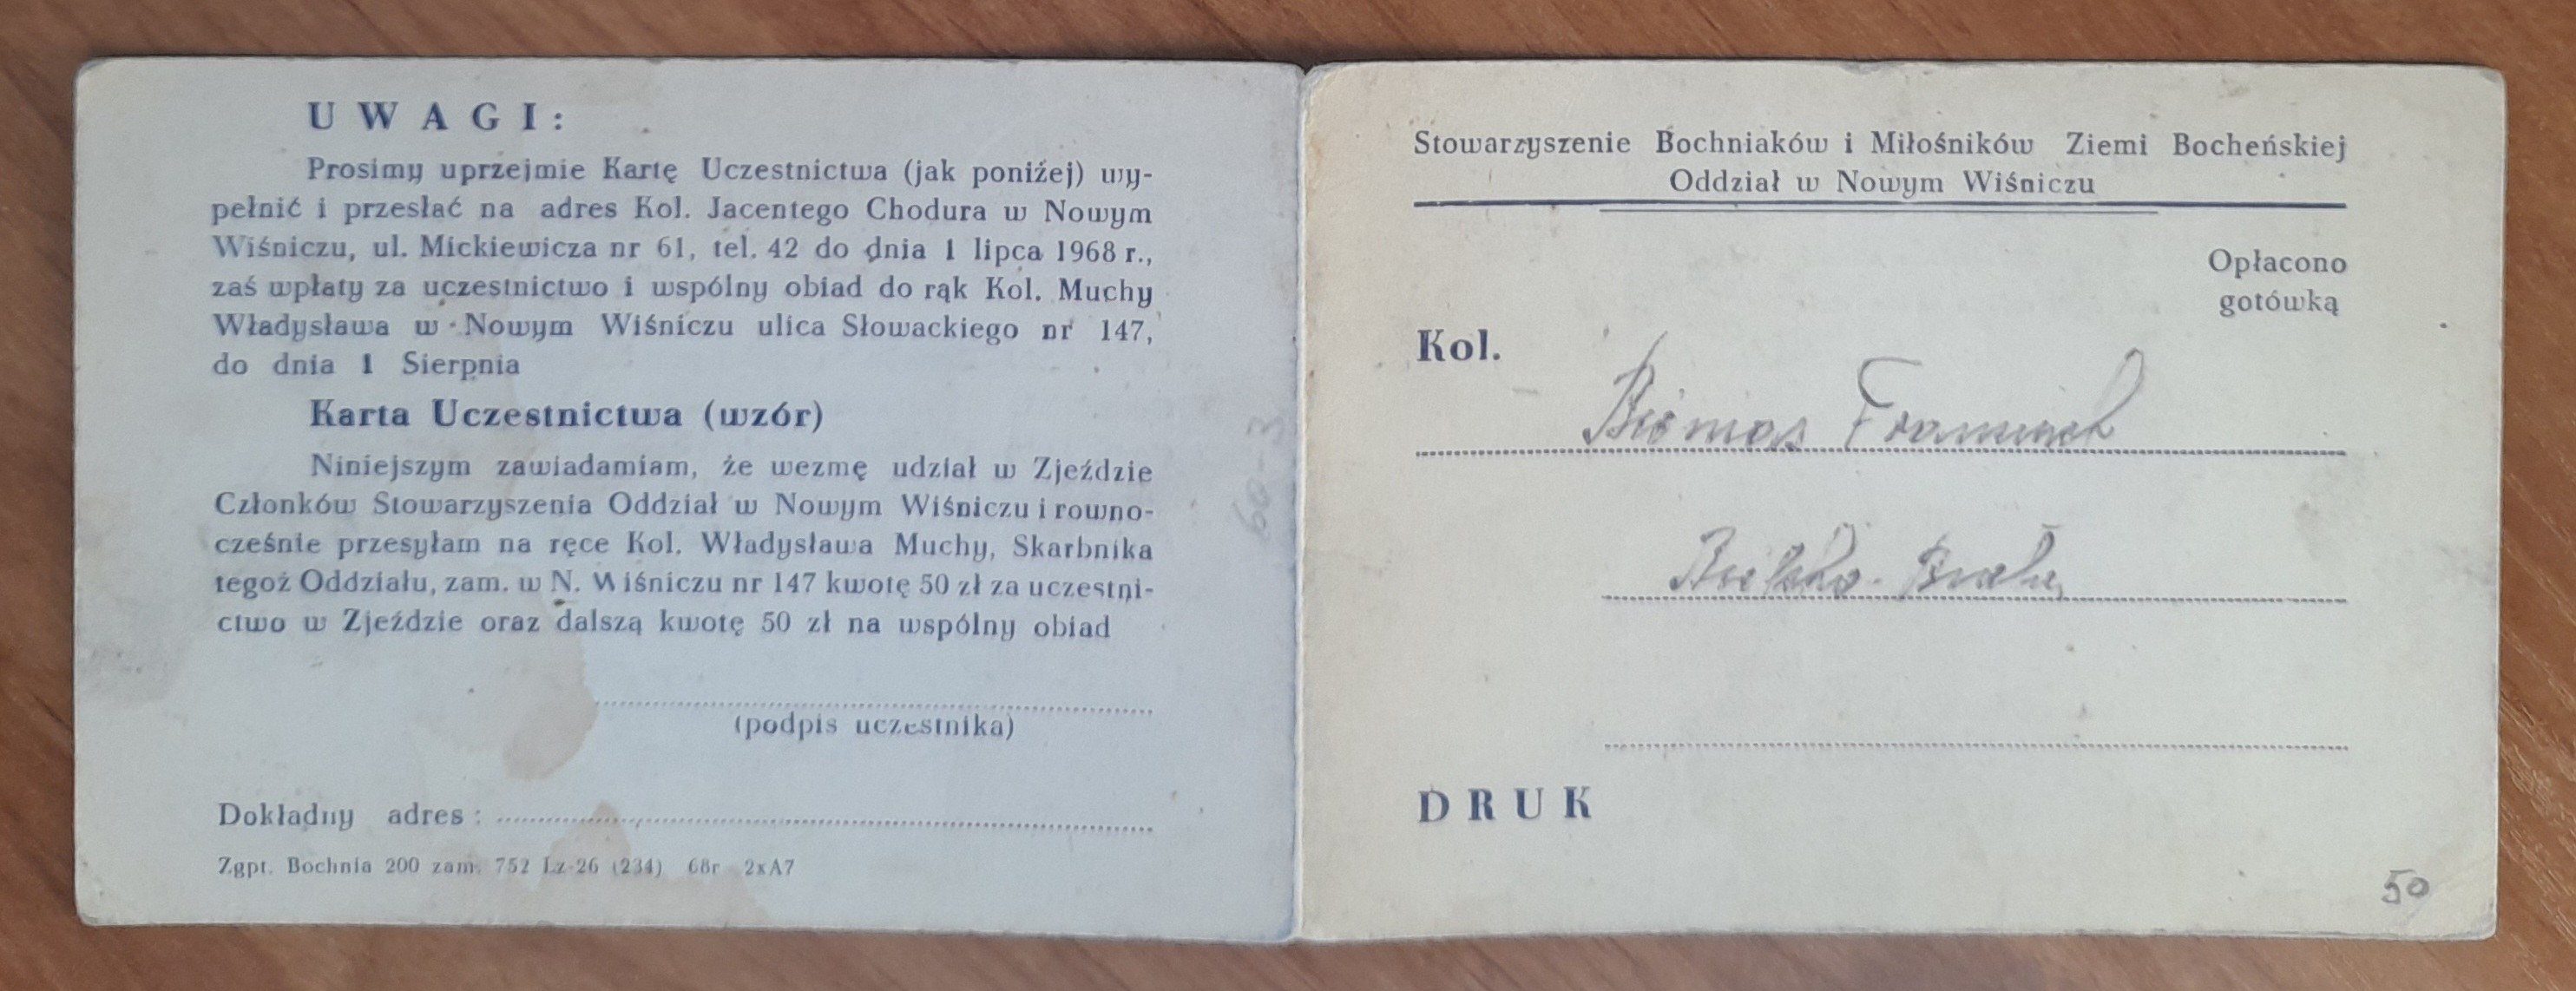 UWAGI:
Prosimy uprzejmie Kartę Uczestnictwa (jak poniźej) wy-
pełnić i przesłać na adres Kol. Jacentego Chodura w Nowym
Wiśniczu, ul. Mickiewicza nr 61, tel. 42 do dnia 1 lipca 1968 r.,
zaś wpłaty za uczestnictwo i wspólny obiad do rąk Kol. Muchy
Władysława w Nowym Wiśniczu ulica Słowackiego nr 147,
do dnia 1 Sierpnia
Karta Uczestnictwa (wzór)
Niniejszym zawiadamiam, że wezmę udział w Zjeździe
Członków Stowarzyszenia Oddział w Nowym Wiśniczu i rowno-
cześnie przesyłam na ręce Kol. Władysława Muchy, Skarbnika
tegoż Oddziału, zam. w N. Wiśniczu nr 147 kwotę 50 zł za uczestni-
ctwo w Zjeździe oraz dalszą kwotę 50 zł na wspólny obiad
(podpis uczestnika)
Dokładny adres:
Zgpt. Bochnia 200 zam. 752 Lz-26 (234) 68r 2xA7
60-3
Stowarzyszenie Bochniaków i Miłośników Ziemi Bocheńskiej
Oddział w Nowym Wiśniczu
Opłacono
gotówką
Kol.
Franciszek
Bielsko-Biała
DRUK
50